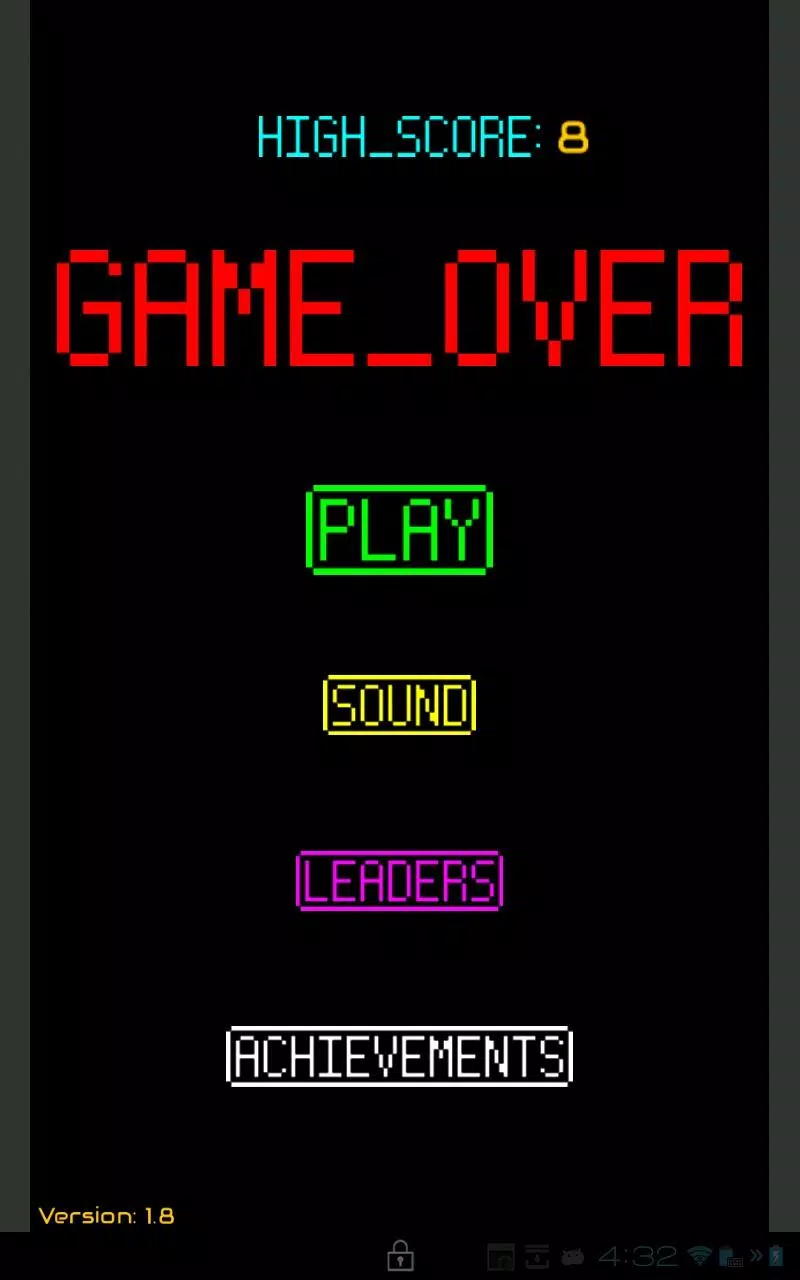 HIGH_SCORE: 8
GAME_OVER
PLAY
SOUND
LEADERS
ACHIEVEMENTS
Version: 1.8
4:32